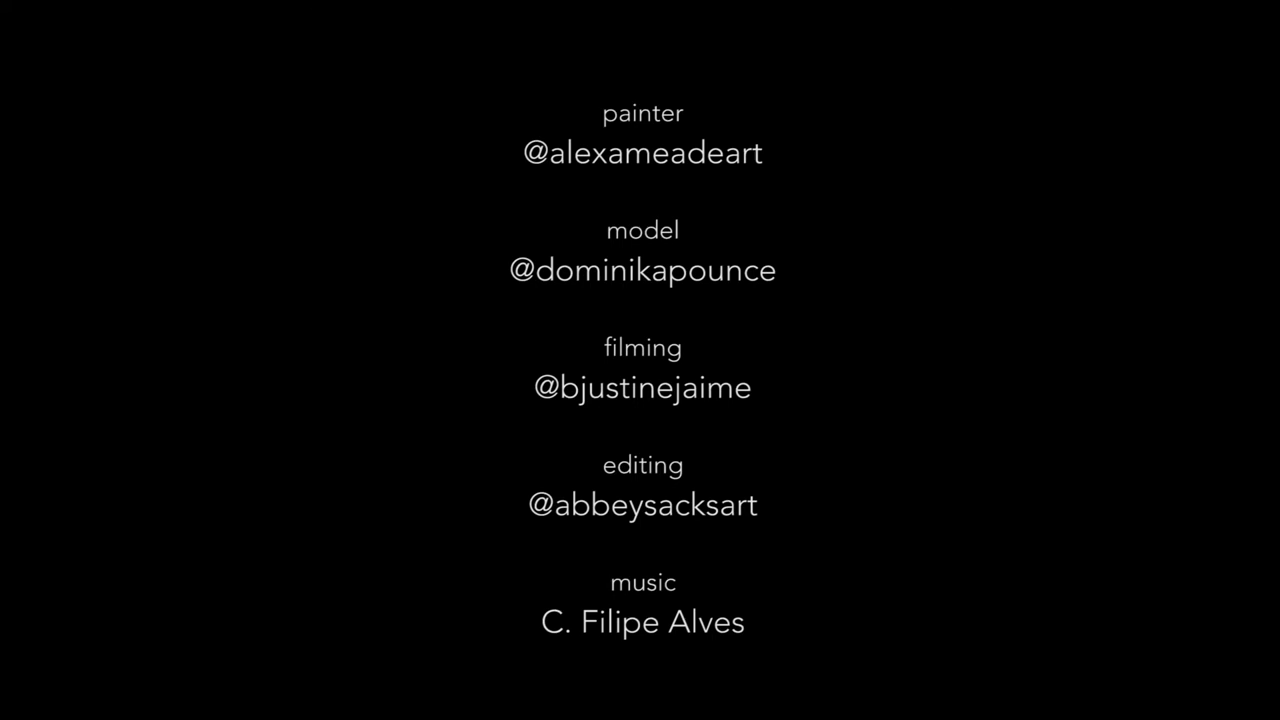 painter
@alexameadeart
model
@dominikapounce
filming
@bjustinejaime
editing
@abbeysacksart
music
C. Filipe Alves